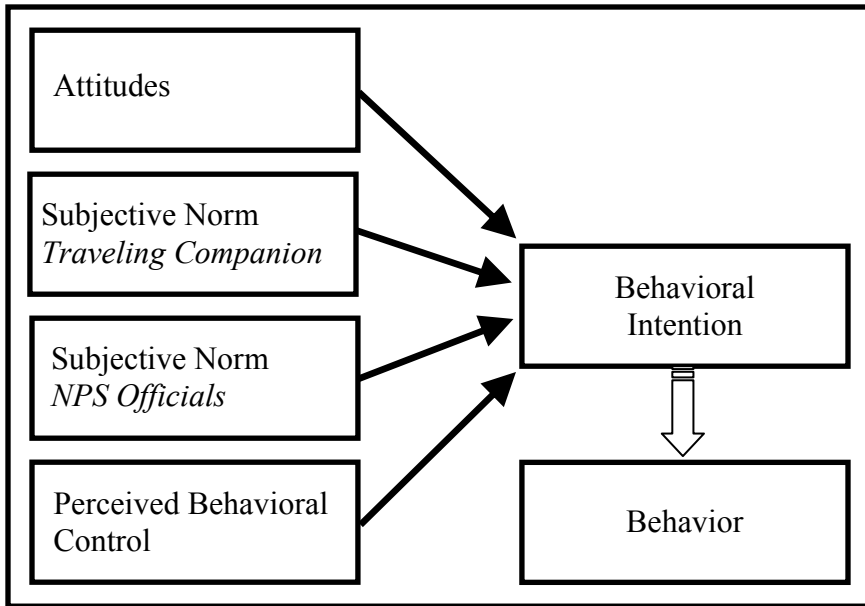 Attitudes
Subjective Norm
Traveling Companion
Subjective Norm
NPS Officials
Perceived Behavioral
Control
Behavioral
Intention
Behavior